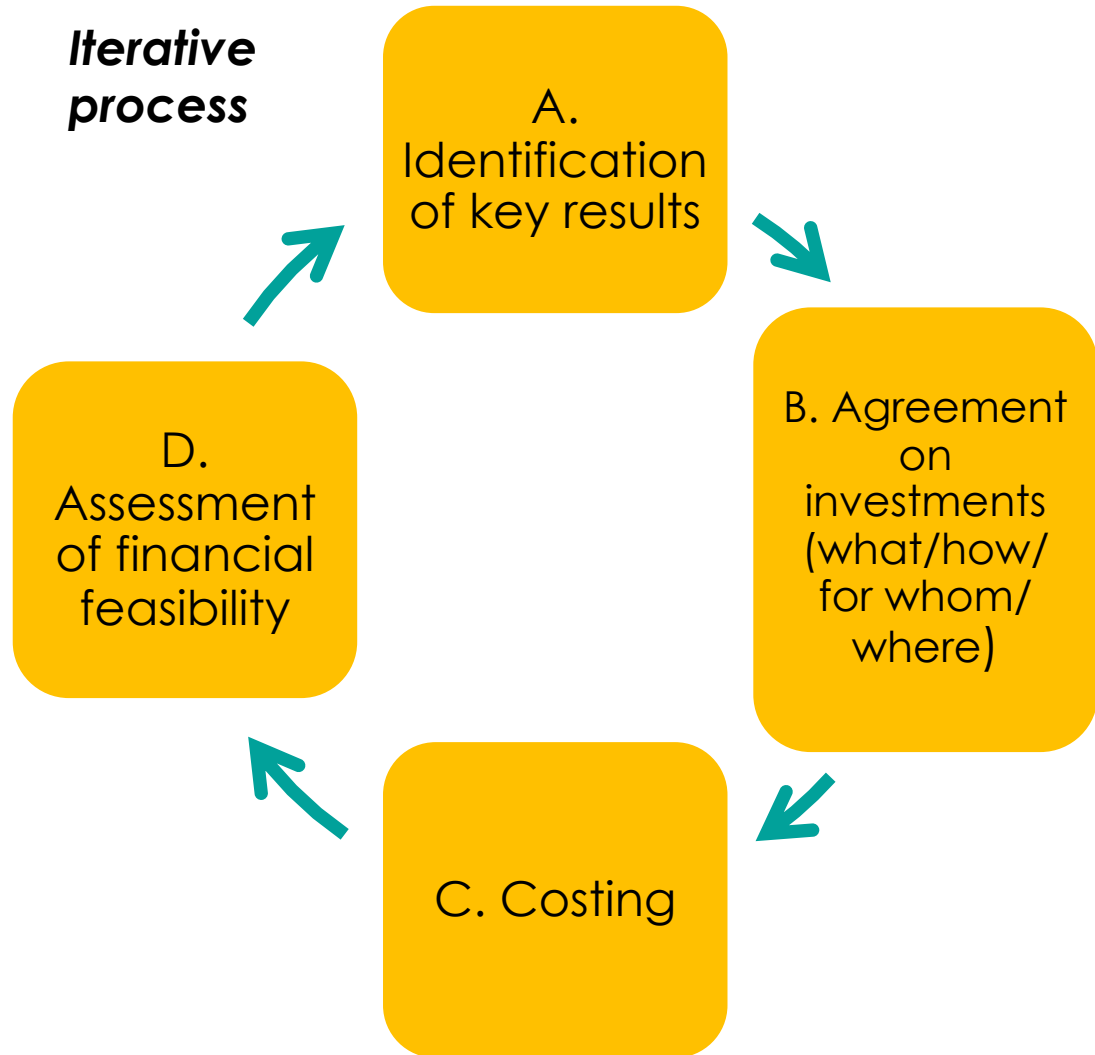 Iterative
process
A.
Identification
of key results
B. Agreement
on
investments
(what/how/
for whom/
where)
C. Costing
D.
Assessment
of financial
feasibility